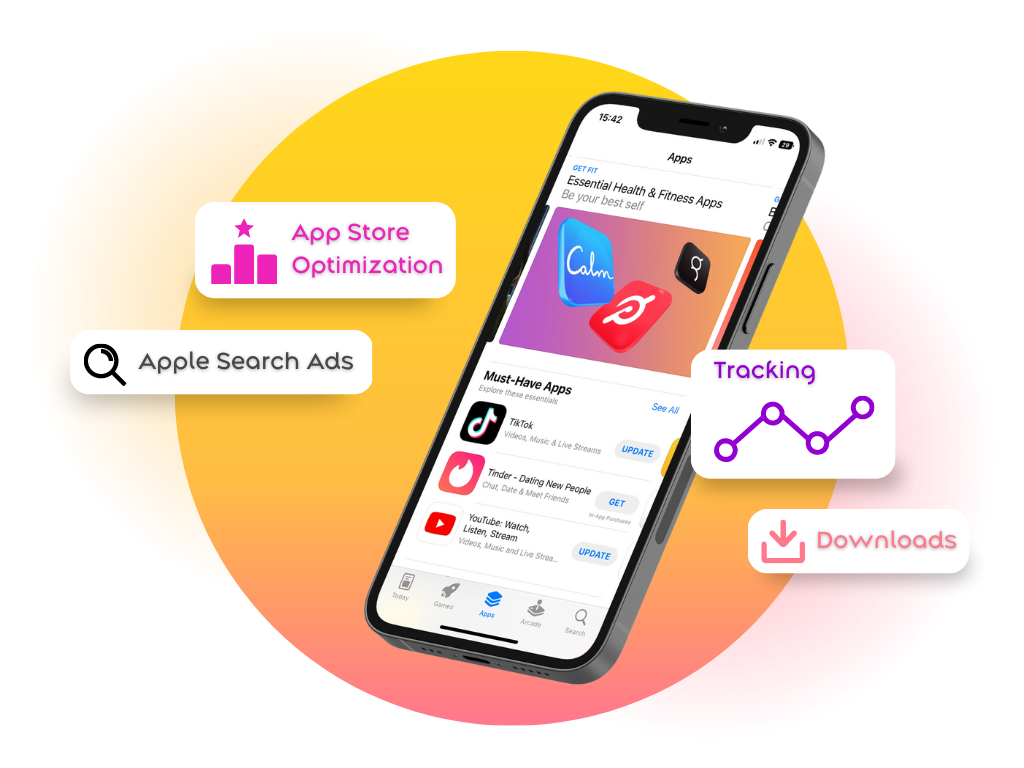 15:42
29
Apps
GET FIT
Essential Health & Fitness Apps
Be your best self
Calm
App Store
Optimization
Apple Search Ads
Must-Have Apps
See All
Explore these essentials
TikTok
Videos, Music & Live Streams
UPDATE
Tinder - Dating New People
Chat, Date & Meet Friends
GET
In-App Purchases
YouTube: Watch,
Listen, Stream
Videos, Music and Live Strea...
UPDATE
Today
Games
Apps
Arcade
Search
Tracking
Downloads